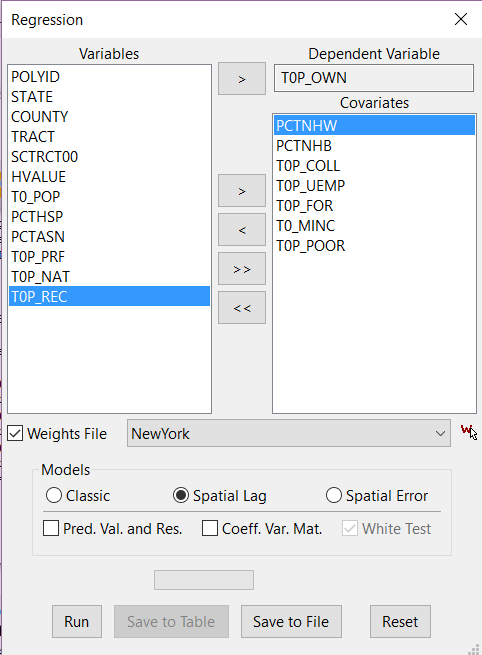 Regression
Variables
Dependent Variable
POLYID
STATE
COUNTY
TRACT
SCTRCT00
HVALUE
T0_POP
PCTHSP
PCTASN
T0P_PRF
T0P_NAT
T0P_REC
>
>
<
>>
<<
T0P_OWN
Covariates
PCTNHW
PCTNHB
T0P_COLL
T0P_UEMP
T0P_FOR
T0_MINC
T0P_POOR
Weights File
NewYork
W
Models
Classic
Spatial Lag
Spatial Error
Pred. Val. and Res.
Coeff. Var. Mat.
White Test
Run
Save to Table
Save to File
Reset